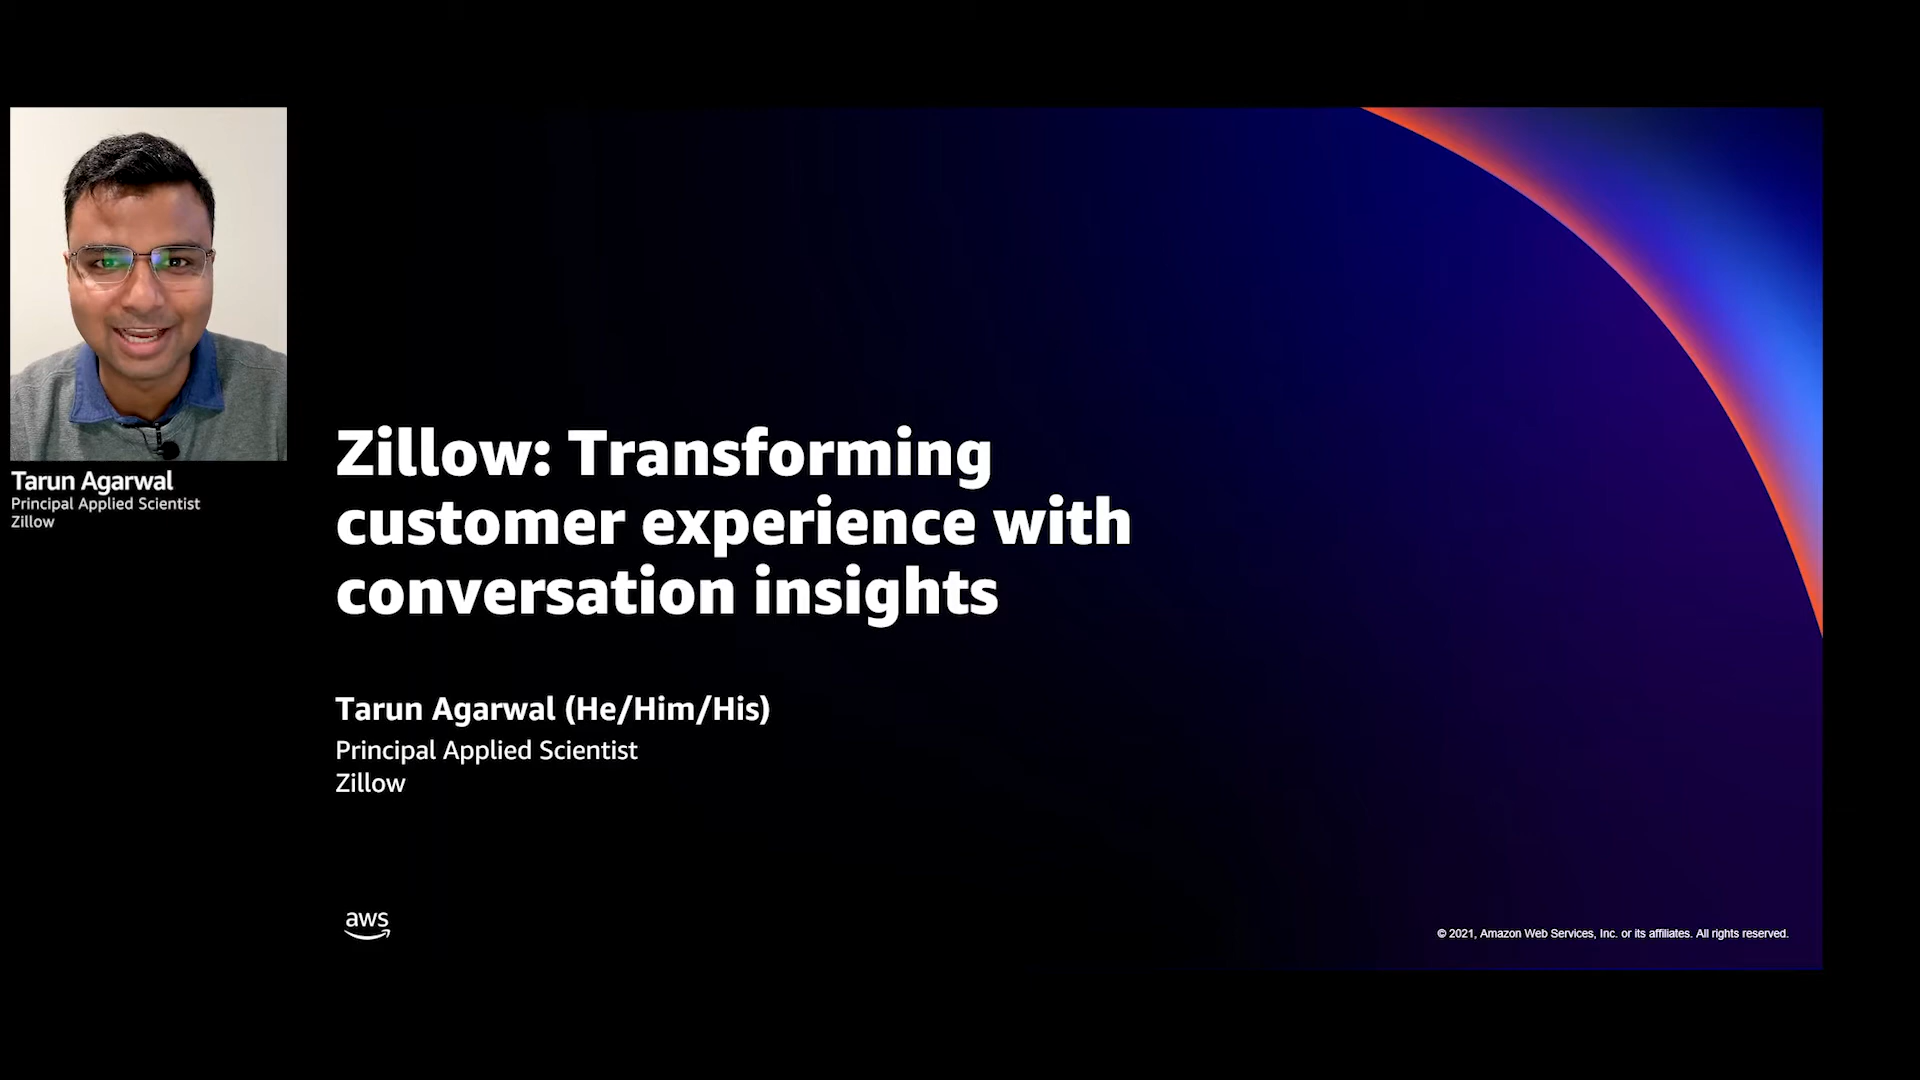 Tarun Agarwal
Principal Applied Scientist
Zillow
Zillow: Transforming
customer experience with
conversation insights
Tarun Agarwal (He/Him/His)
Principal Applied Scientist
Zillow
aws
© 2021, Amazon Web Services, Inc. or its affiliates. All rights reserved.